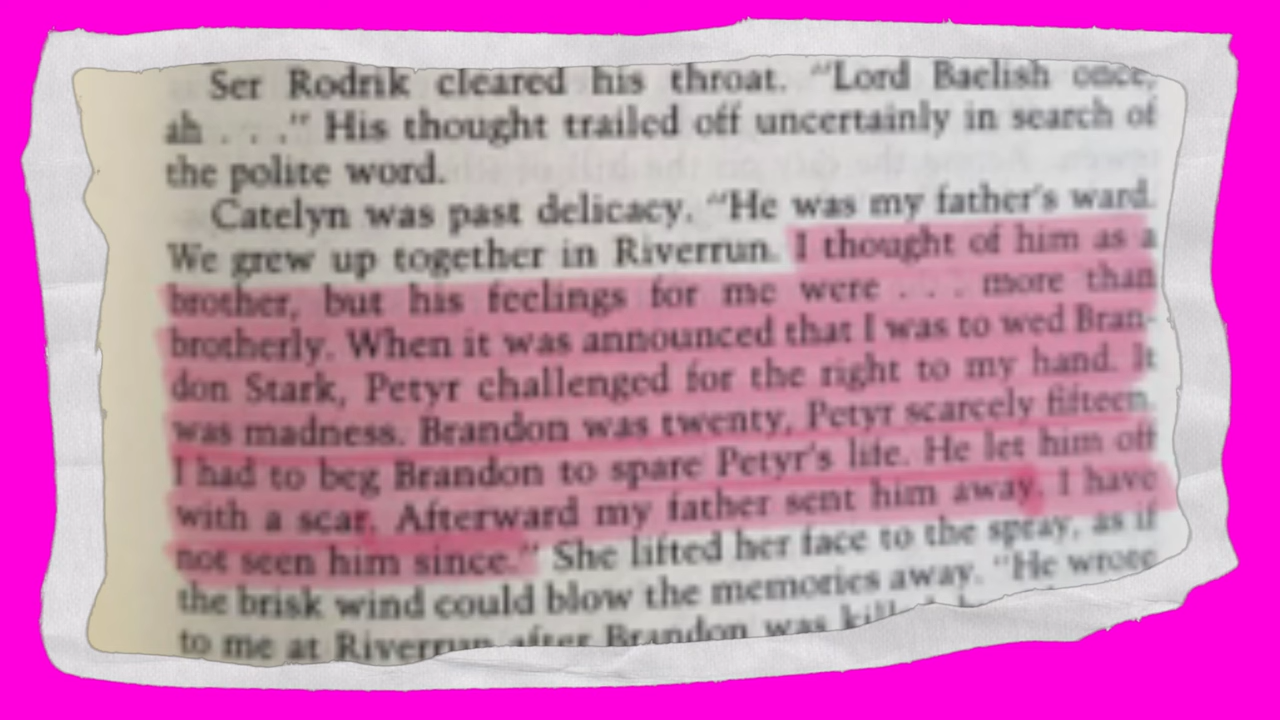 Ser Rodrik cleared his throat. “Lord Baelish once,
ah . . .” His thought trailed off uncertainly in search of
the polite word.
Catelyn was past delicacy. “He was my father's ward.
We grew up together in Riverrun. I thought of him as a
brother, but his feelings for me were . . . more than
brotherly. When it was announced that I was to wed Bran-
don Stark, Petyr challenged for the right to my hand. It
was madness. Brandon was twenty, Petyr scarcely fifteen.
I had to beg Brandon to spare Petyr's life. He let him off
with a scar. Afterward my father sent him away. I have
not seen him since.” She lifted her face to the spray, as if
the brisk wind could blow the memories away. “He wrote
to me at Riverrun after Brandon was